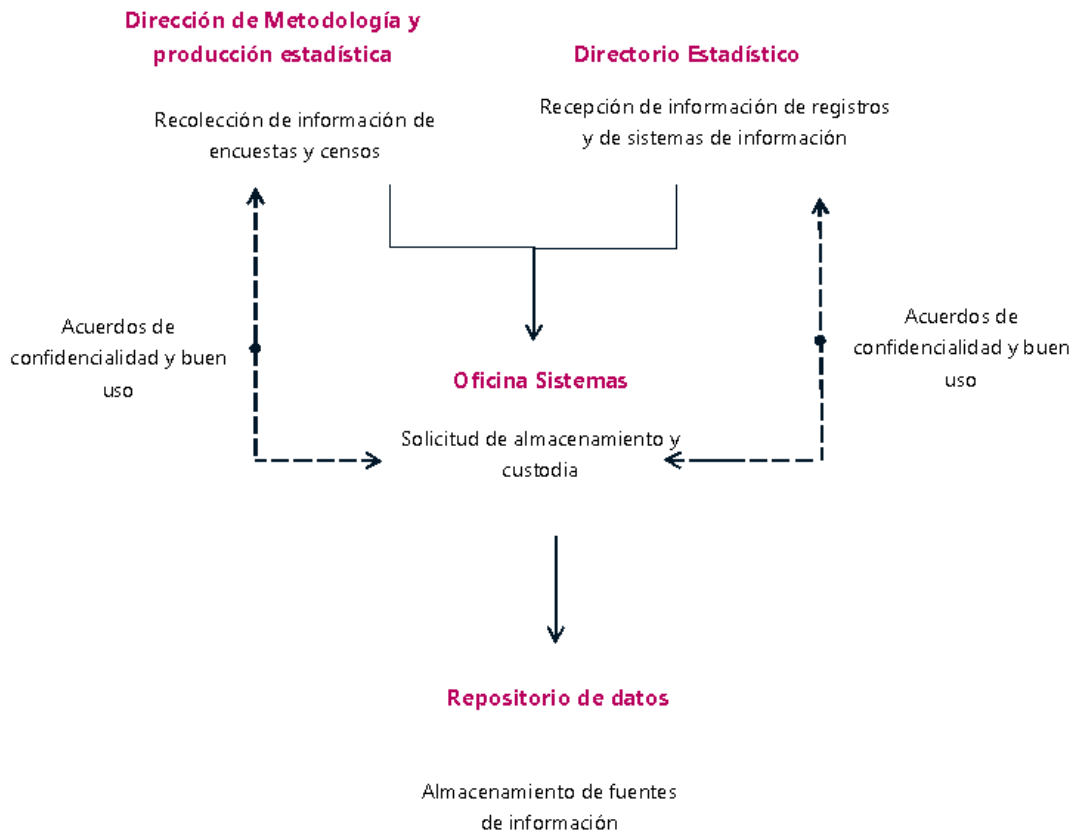 Dirección de Metodología y
producción estadística
Directorio Estadístico
Recolección de información de
encuestas y censos
Recepción de información de registros
y de sistemas de información
Acuerdos de
confidencialidad y buen
uso
Acuerdos de
confidencialidad y buen
uso
Oficina Sistemas
Solicitud de almacenamiento y
custodia
Repositorio de datos
Almacenamiento de fuentes
de información